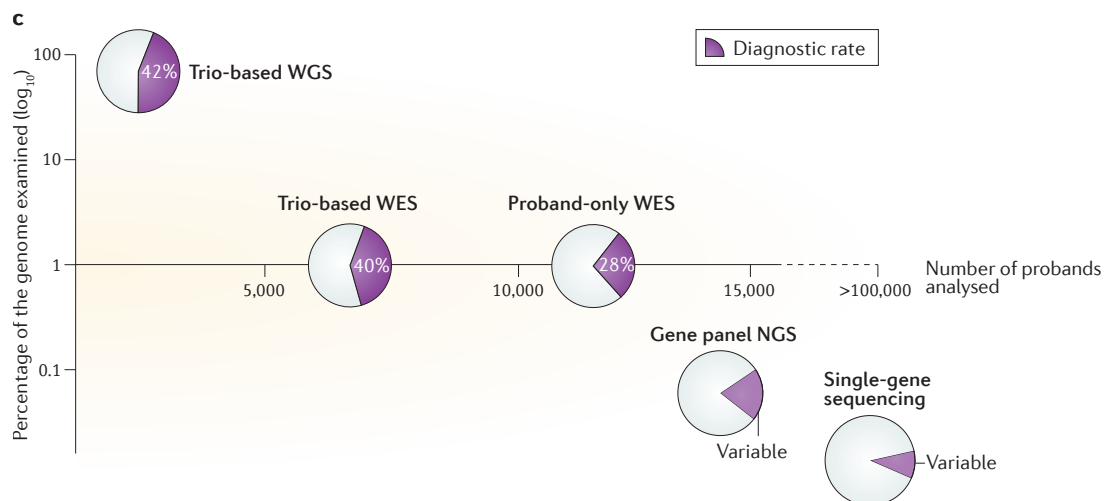 c
Diagnostic rate
Percentage of the genome examined (log₁₀)
100
10
1
0.1
42%
Trio-based WGS
Trio-based WES
40%
Proband-only WES
28%
5,000
10,000
15,000
>100,000
Number of probands
analysed
Gene panel NGS
Variable
Single-gene
sequencing
Variable